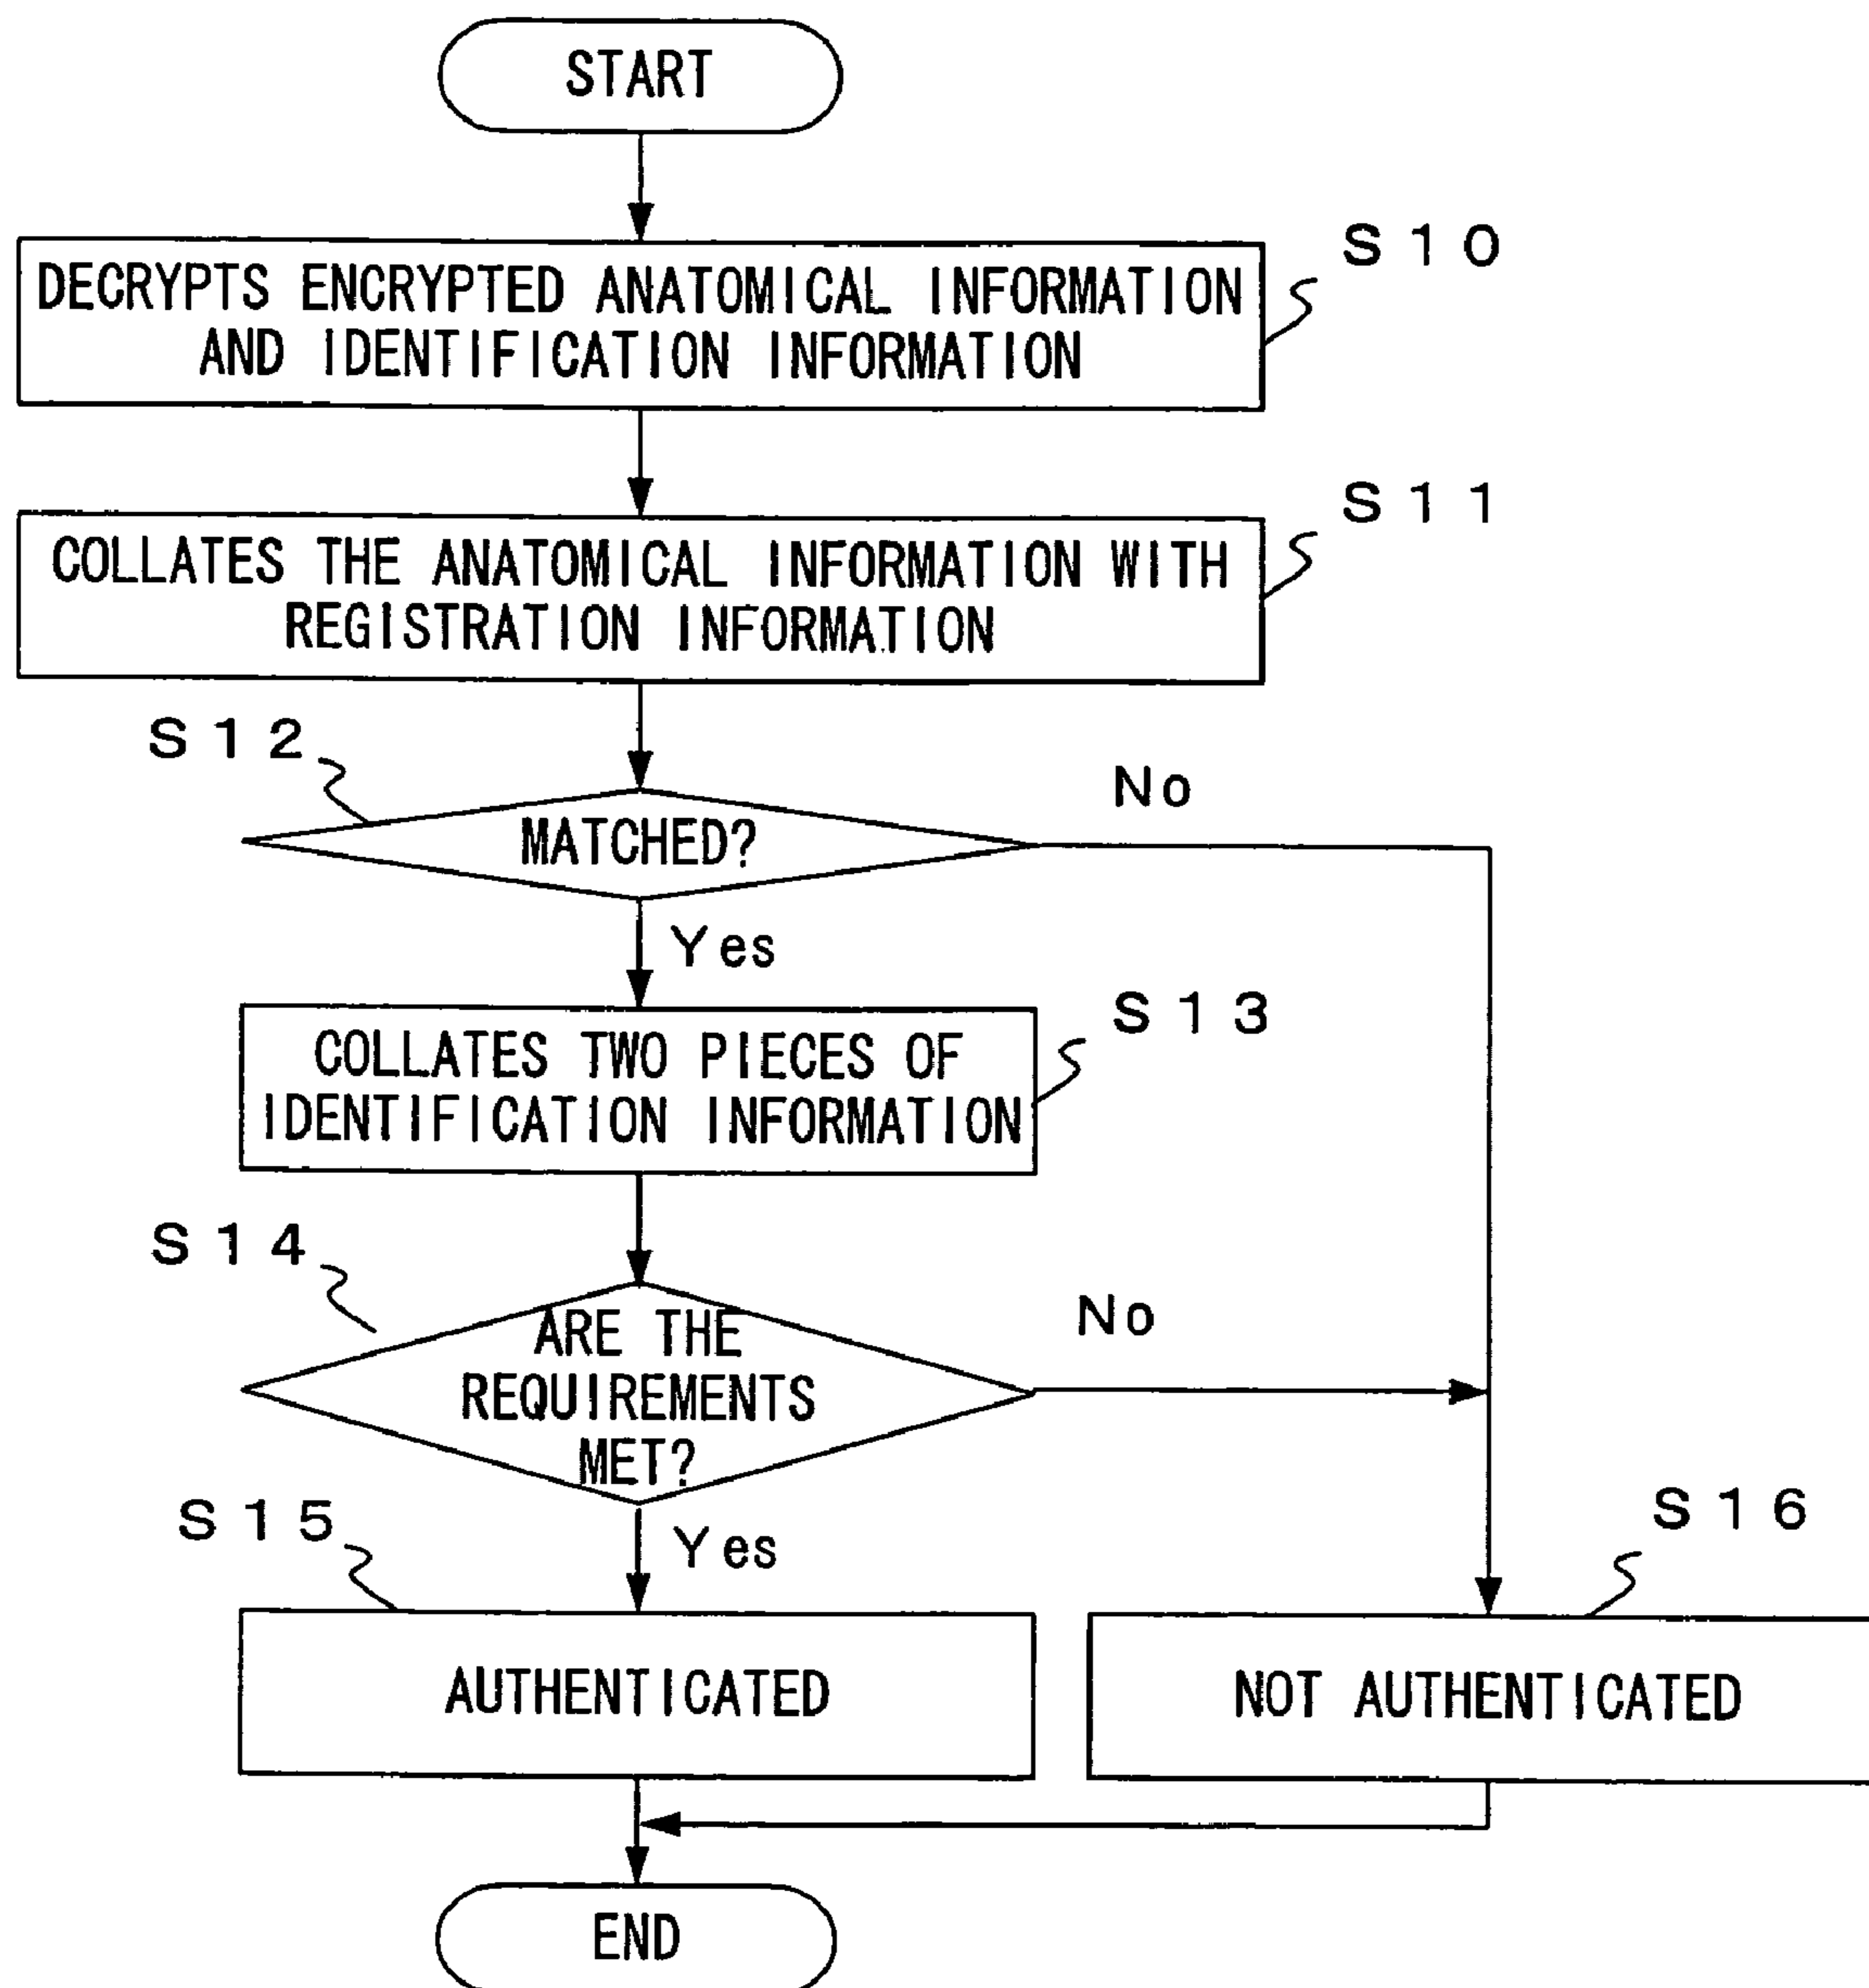 START
S10
DECRYPTS ENCRYPTED ANATOMICAL INFORMATION
AND IDENTIFICATION INFORMATION
S11
COLLATES THE ANATOMICAL INFORMATION WITH
REGISTRATION INFORMATION
S12
No
MATCHED?
Yes
S13
COLLATES TWO PIECES OF
IDENTIFICATION INFORMATION
S14
No
ARE THE
REQUIREMENTS
MET?
S15
Yes
S16
AUTHENTICATED
NOT AUTHENTICATED
END